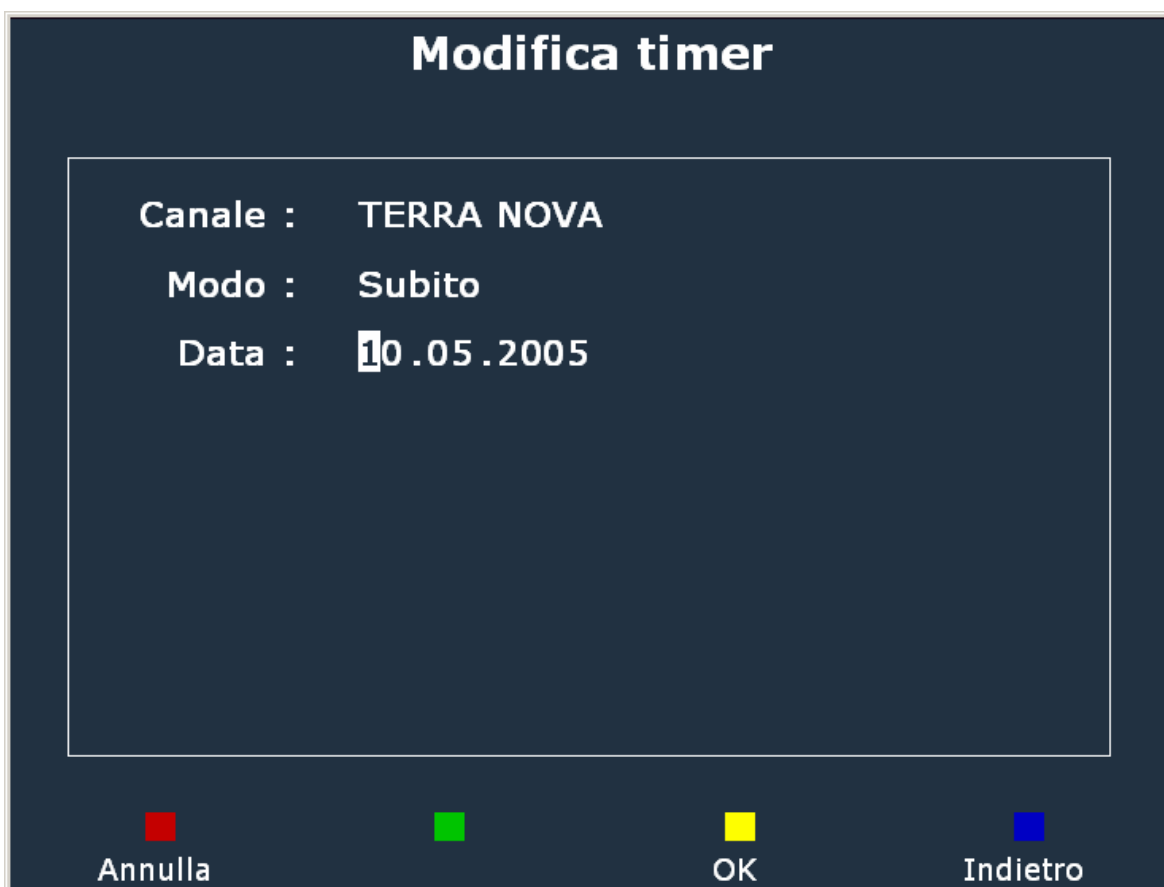 Modifica timer
Canale : TERRA NOVA
Modo : Subito
Data : 10.05.2005
Annulla OK Indietro